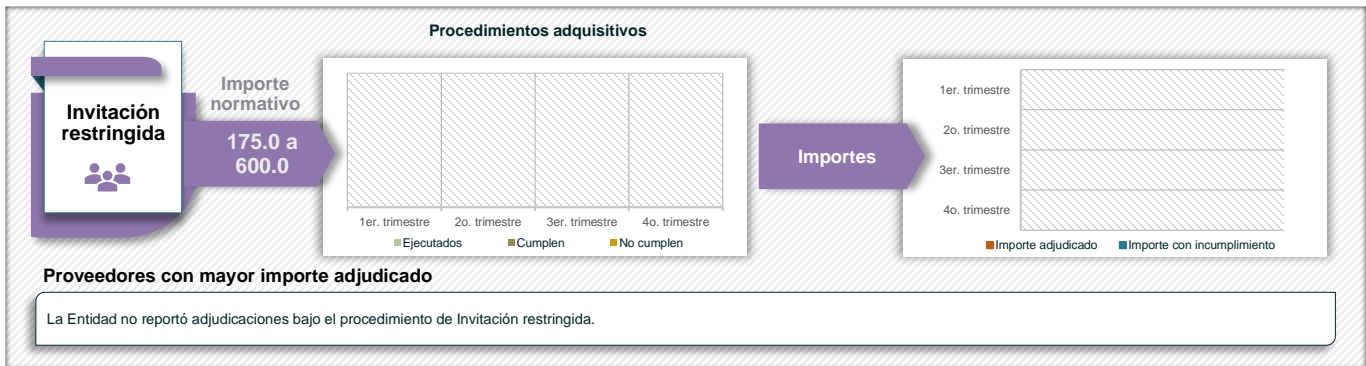 Procedimientos adquisitivos
Invitación
restringida
Importe
normativo
175.0 a
600.0
1er. trimestre
2o. trimestre
3er. trimestre
4o. trimestre
Ejecutados
Cumplen
No cumplen
Importes
1er. trimestre
2o. trimestre
3er. trimestre
4o. trimestre
Importe adjudicado
Importe con incumplimiento
Proveedores con mayor importe adjudicado
La Entidad no reportó adjudicaciones bajo el procedimiento de Invitación restringida.